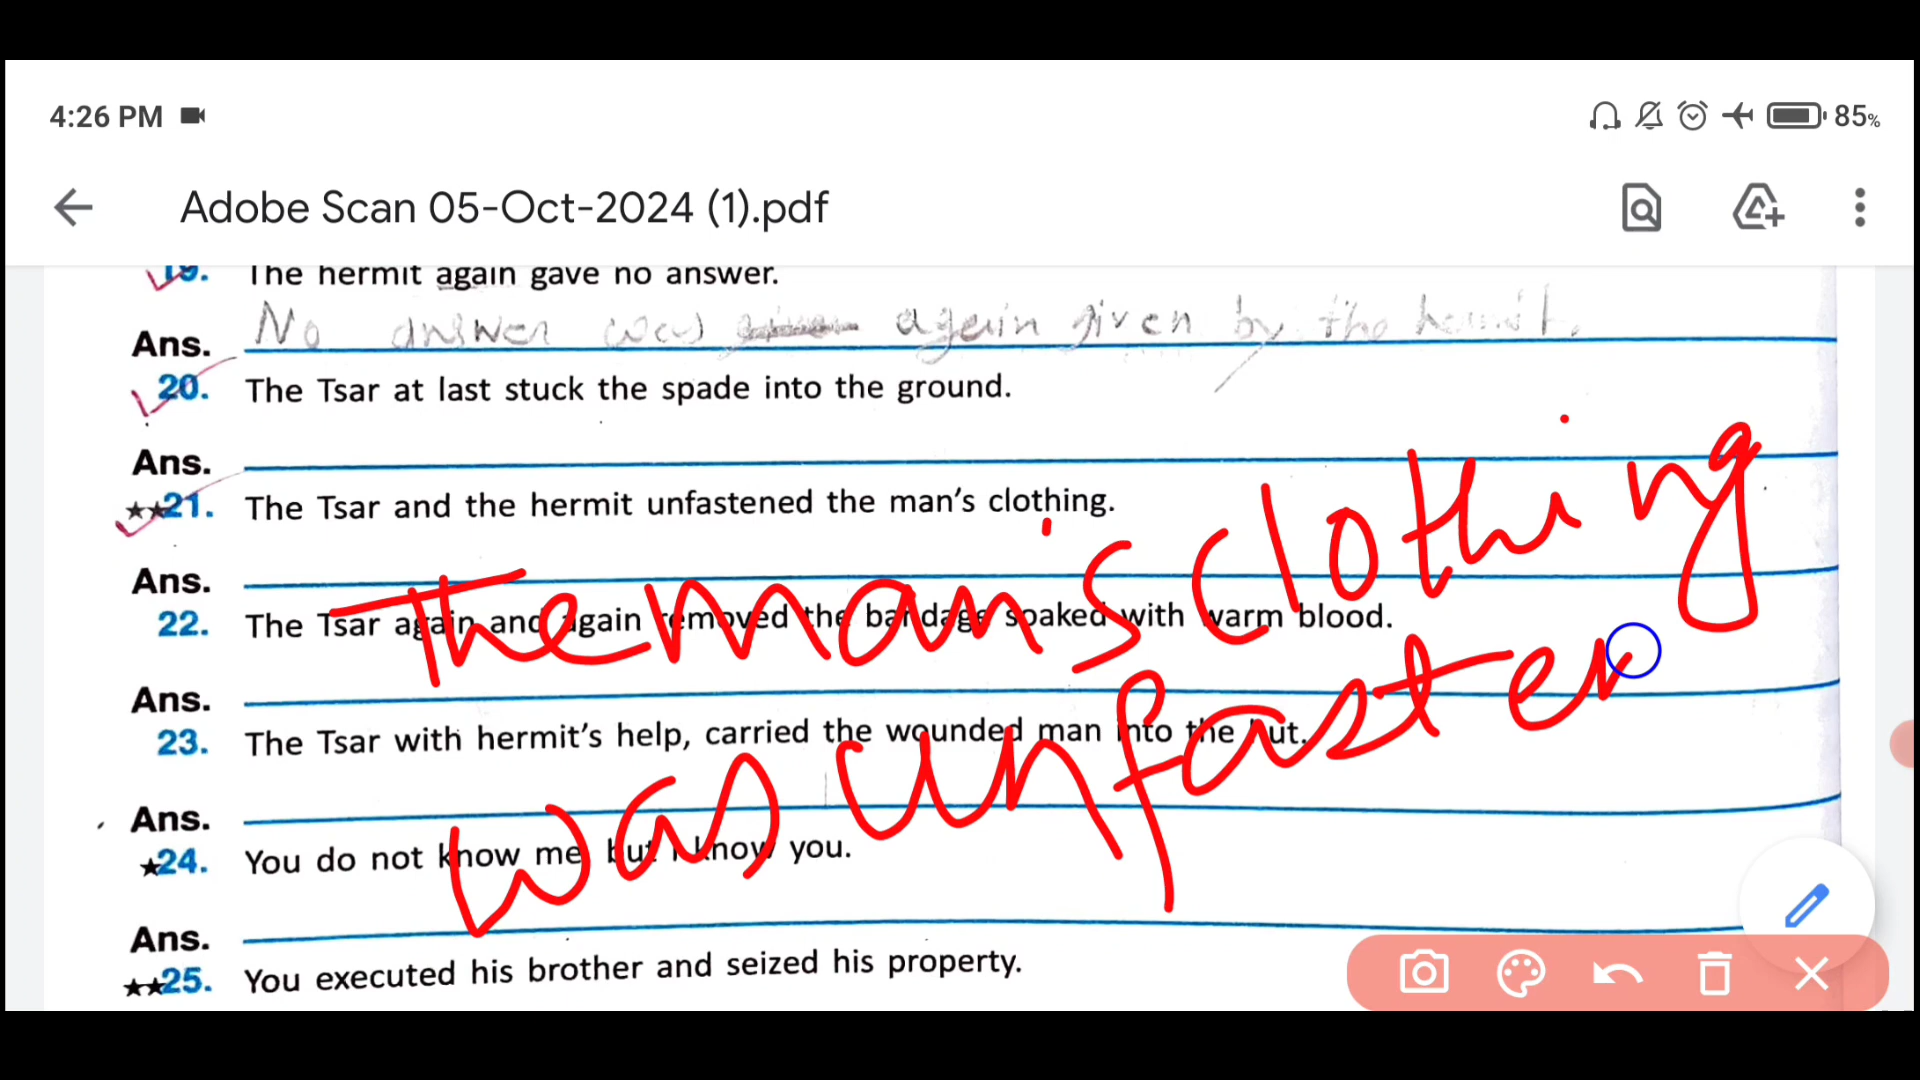 4:26 PM 85%
Adobe Scan 05-Oct-2024 (1).pdf
19. The hermit again gave no answer.
Ans. No answer was again given by the hermit.
20. The Tsar at last stuck the spade into the ground.
Ans.
★★21. The Tsar and the hermit unfastened the man's clothing.
Ans.
The man's clothing
22. The Tsar again and again removed the bandage soaked with warm blood.
Ans.
was unfasten
23. The Tsar with hermit's help, carried the wounded man into the hut.
Ans.
★24. You do not know me, but I know you.
Ans.
★★25. You executed his brother and seized his property.